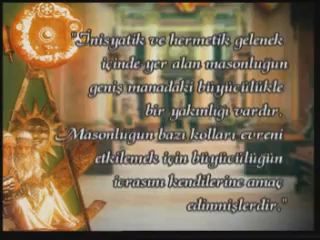 "İnisyatik ve hermetik gelenek
içinde yer alan masonluğun
geniş manadaki büyücülükle
bir yakınlığı vardır.
Masonluğun bazı kolları evreni
etkilemek için büyücülüğün
icrasını kendilerine amaç
edinmişlerdir."